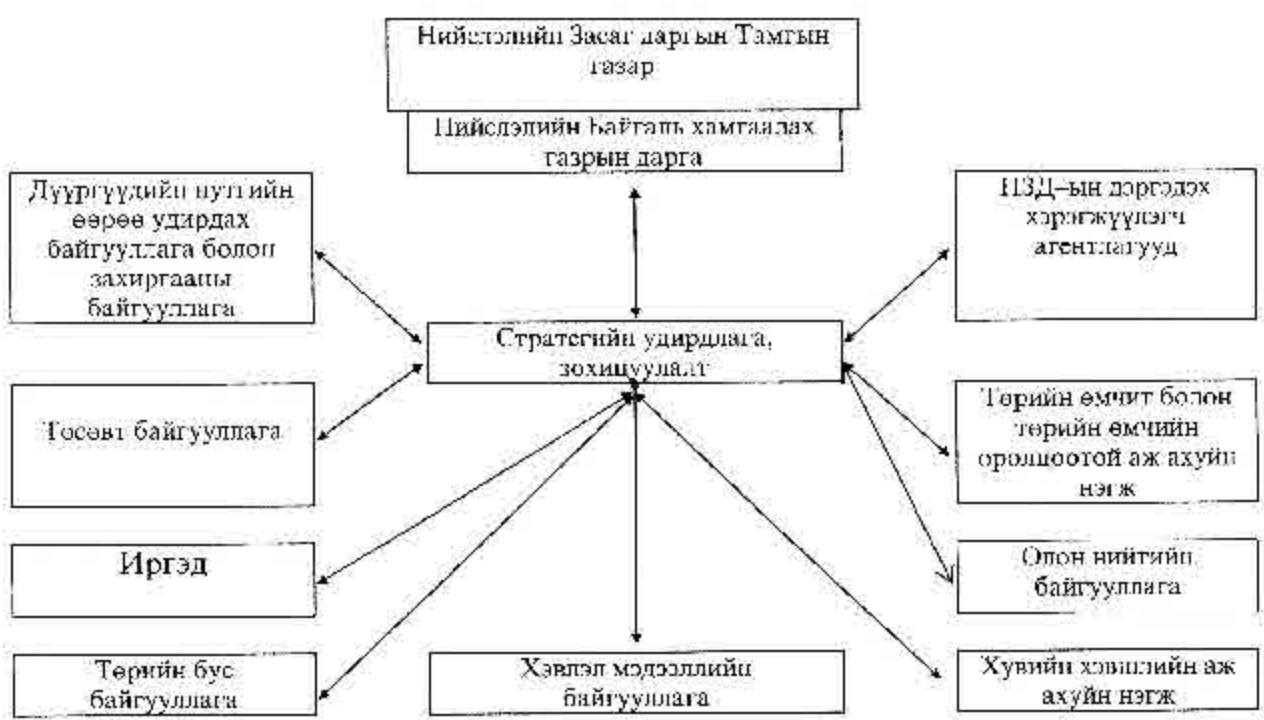 Нийслэлийн Засаг даргын Тамгын
газар
Нийслэлийн Байгаль хамгаалах
газрын дарга
Дүүргүүдийн нутгийн
өөрөө удирдах
байгууллага болон
захиргааны
байгууллага
НЗД–ын дэргэдэх
хэрэгжүүлэгч
агентлагууд
Стратегийн удирдлага,
зохицуулалт
Төсөвт байгууллага
Төрийн өмчит болон
төрийн өмчийн
оролцоотой аж ахуйн
нэгж
Иргэд
Олон нийтийн
байгууллага
Төрийн бус
байгууллага
Хэвлэл мэдээллийн
байгууллага
Хувийн хэвшлийн аж
ахуйн нэгж